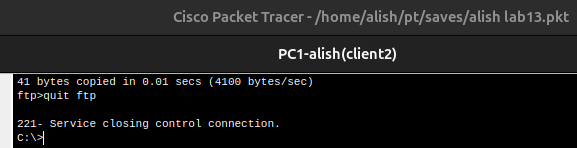 Cisco Packet Tracer - /home/alish/pt/saves/alish lab13.pkt
PC1-alish(client2)
41 bytes copied in 0.01 secs (4100 bytes/sec)
ftp>quit ftp
221- Service closing control connection.
C:\>